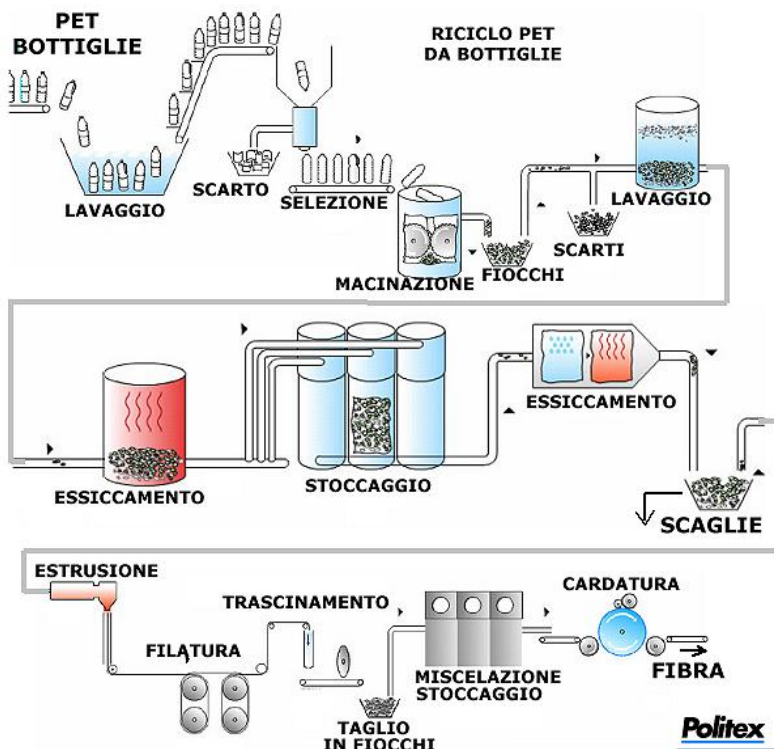 PET
BOTTIGLIE
RICICLO PET
DA BOTTIGLIE
LAVAGGIO
SCARTO
SELEZIONE
MACINAZIONE
FIOCCHI
SCARTI
LAVAGGIO
ESSICCAMENTO
STOCCAGGIO
ESSICCAMENTO
SCAGLIE
ESTRUSIONE
FILATURA
TRASCINAMENTO
TAGLIO
IN FIOCCHI
MISCELAZIONE
STOCCAGGIO
CARDATURA
FIBRA
Politex